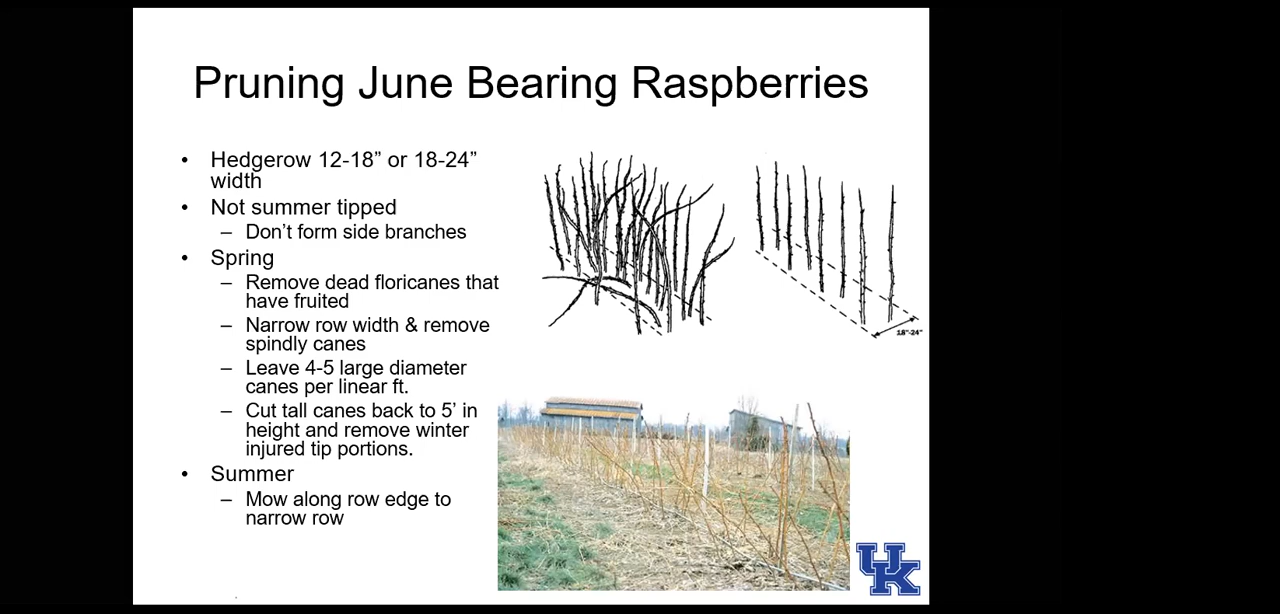 Pruning June Bearing Raspberries
• Hedgerow 12-18” or 18-24”
width
• Not summer tipped
– Don’t form side branches
• Spring
– Remove dead floricanes that
have fruited
– Narrow row width & remove
spindly canes
– Leave 4-5 large diameter
canes per linear ft.
– Cut tall canes back to 5’ in
height and remove winter
injured tip portions.
• Summer
– Mow along row edge to
narrow row
18"-24"
UK